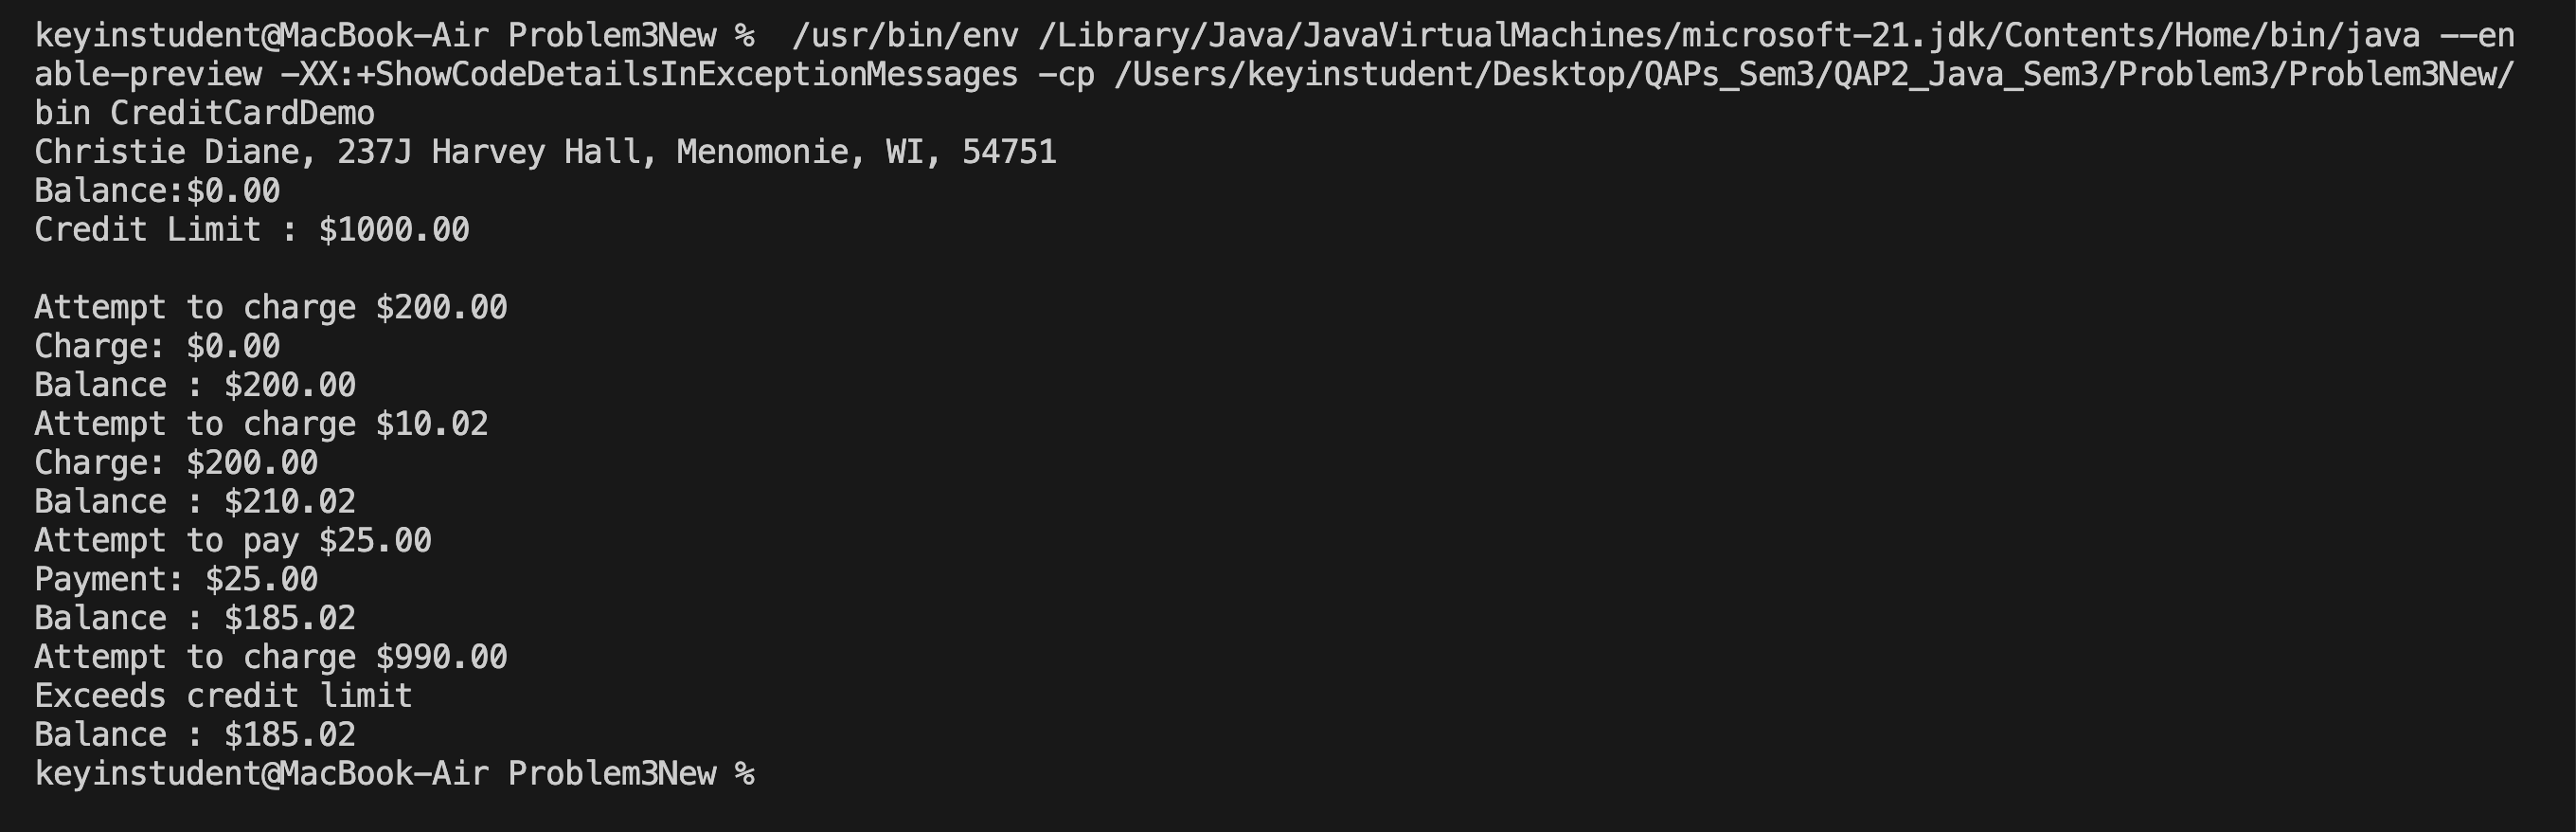 keyinstudent@MacBook-Air Problem3New %  /usr/bin/env /Library/Java/JavaVirtualMachines/microsoft-21.jdk/Contents/Home/bin/java --en
able-preview -XX:+ShowCodeDetailsInExceptionMessages -cp /Users/keyinstudent/Desktop/QAPs_Sem3/QAP2_Java_Sem3/Problem3/Problem3New/
bin CreditCardDemo
Christie Diane, 237J Harvey Hall, Menomonie, WI, 54751
Balance:$0.00
Credit Limit : $1000.00

Attempt to charge $200.00
Charge: $0.00
Balance : $200.00
Attempt to charge $10.02
Charge: $200.00
Balance : $210.02
Attempt to pay $25.00
Payment: $25.00
Balance : $185.02
Attempt to charge $990.00
Exceeds credit limit
Balance : $185.02
keyinstudent@MacBook-Air Problem3New %